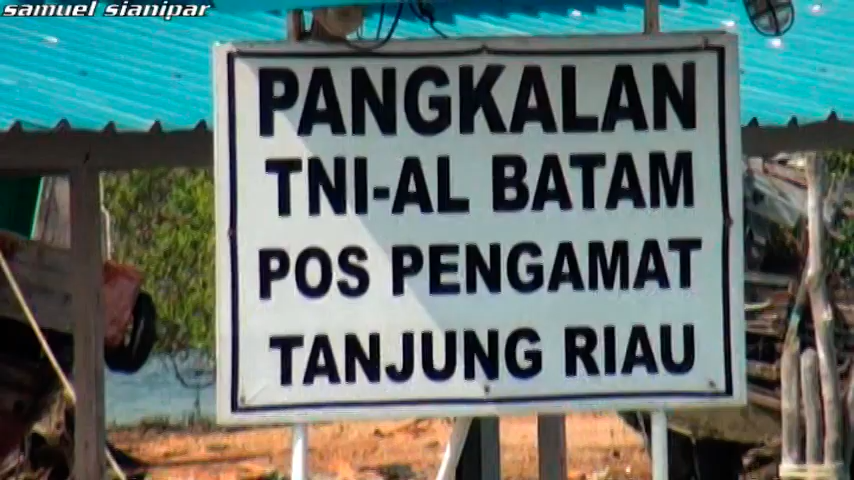 samuel sianipar
PANGKALAN
TNI-AL BATAM
POS PENGAMAT
TANJUNG RIAU